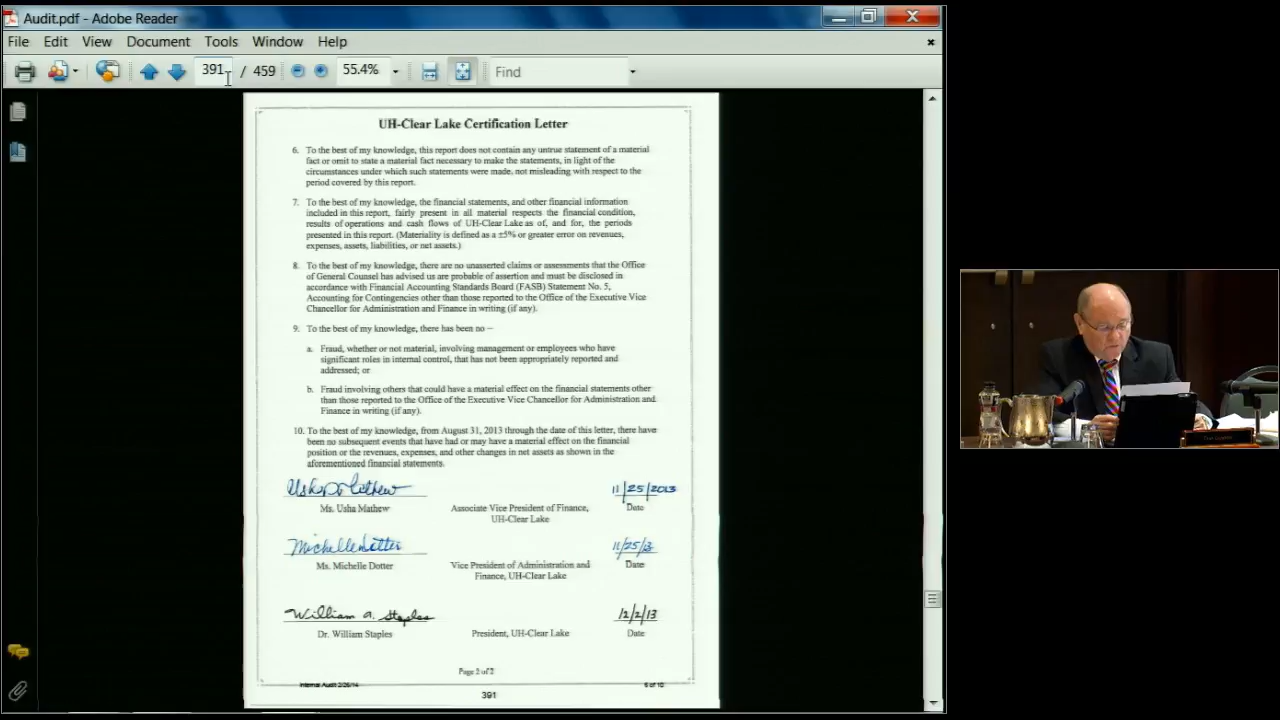 Audit.pdf - Adobe Reader
File Edit View Document Tools Window Help
391 / 459 55.4% Find
UH-Clear Lake Certification Letter
6. To the best of my knowledge, this report does not contain any untrue statement of a material
fact or omit to state a material fact necessary to make the statements, in light of the
circumstances under which such statements were made, not misleading with respect to the
period covered by this report.
7. To the best of my knowledge, the financial statements, and other financial information
included in this report, fairly present in all material respects the financial condition,
results of operations and cash flows of UH-Clear Lake as of, and for, the periods
presented in this report. (Materiality is defined as a ±5% or greater error on revenues,
expenses, assets, liabilities, or net assets.)
8. To the best of my knowledge, there are no unasserted claims or assessments that the Office
of General Counsel has advised us are probable of assertion and must be disclosed in
accordance with Financial Accounting Standards Board (FASB) Statement No. 5,
Accounting for Contingencies other than those reported to the Office of the Executive Vice
Chancellor for Administration and Finance in writing (if any).
9. To the best of my knowledge, there has been no –
a. Fraud, whether or not material, involving management or employees who have
significant roles in internal control, that has not been appropriately reported and
addressed; or
b. Fraud involving others that could have a material effect on the financial statements other
than those reported to the Office of the Executive Vice Chancellor for Administration and
Finance in writing (if any).
10. To the best of my knowledge, from August 31, 2013 through the date of this letter, there have
been no subsequent events that have had or may have a material effect on the financial
position or the revenues, expenses, and other changes in net assets as shown in the
aforementioned financial statements.
11/25/2013
Ms. Usha Mathew Associate Vice President of Finance, Date
UH-Clear Lake
Michelle Dotter 11/25/13
Ms. Michelle Dotter Vice President of Administration and Date
Finance, UH-Clear Lake
William A. Staples 12/2/13
Dr. William Staples President, UH-Clear Lake Date
Page 2 of 2
Internal Audit 2/26/14 6 of 10
391